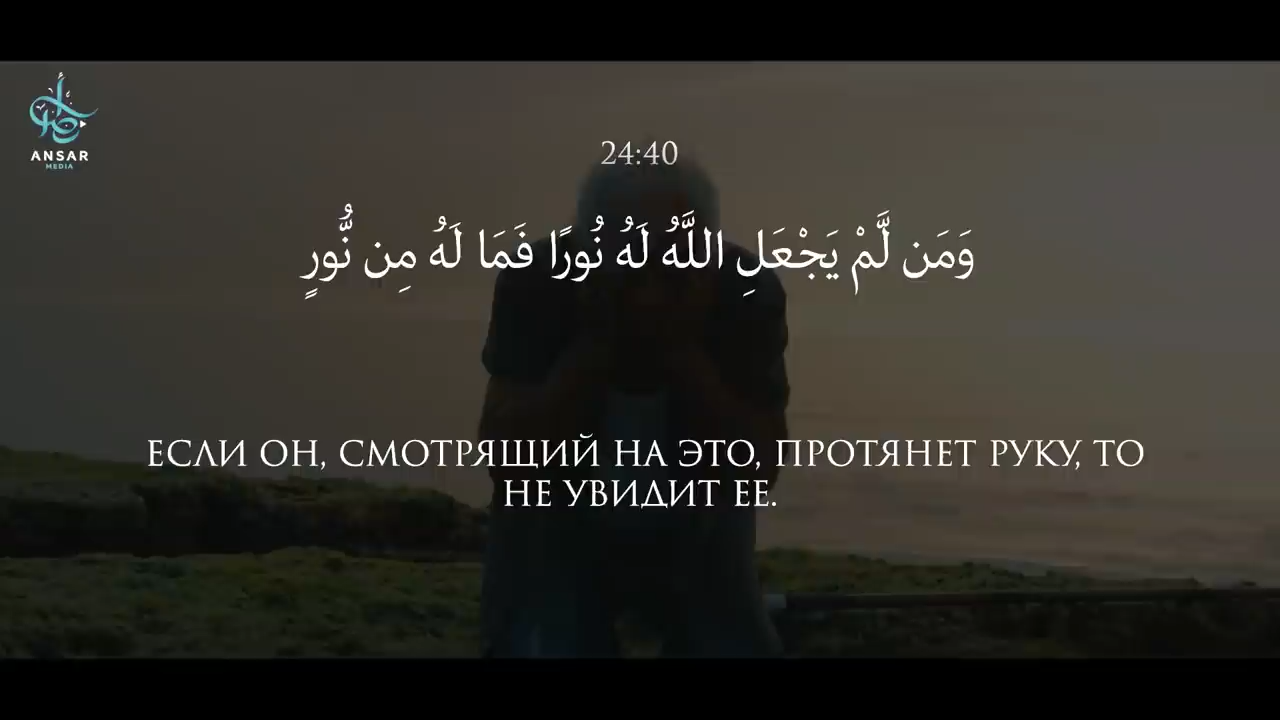 ANSAR
MEDIA
24:40
وَمَن لَّمْ يَجْعَلِ اللَّهُ لَهُ نُورًا فَمَا لَهُ مِن نُّورٍ
ЕСЛИ ОН, СМОТРЯЩИЙ НА ЭТО, ПРОТЯНЕТ РУКУ, ТО
НЕ УВИДИТ ЕЕ.